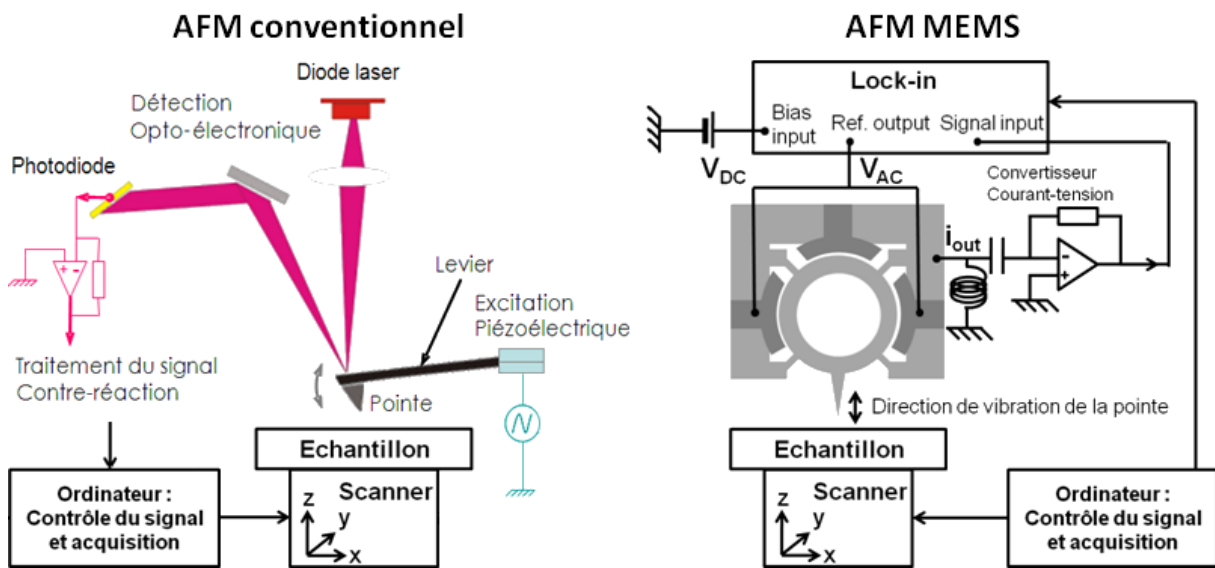 AFM conventionnel
Diode laser
Détection
Opto-électronique
Photodiode
Levier
Excitation
Piézoélectrique
Traitement du signal
Contre-réaction
Pointe
Echantillon
Ordinateur :
Contrôle du signal
et acquisition
Scanner
z
y
x
AFM MEMS
Lock-in
Bias
input
Ref. output
Signal input
VDC
VAC
Convertisseur
Courant-tension
iout
Direction de vibration de la pointe
Echantillon
Scanner
z
y
x
Ordinateur :
Contrôle du signal
et acquisition